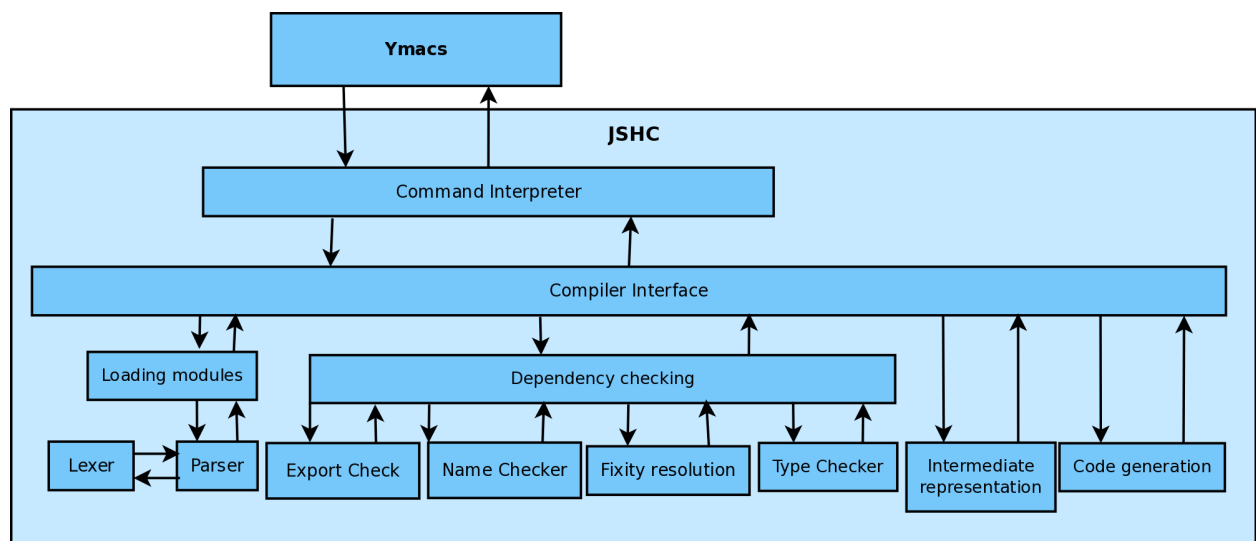 Ymacs
JSHC
Command Interpreter
Compiler Interface
Loading modules
Dependency checking
Lexer
Parser
Export Check
Name Checker
Fixity resolution
Type Checker
Intermediate
representation
Code generation